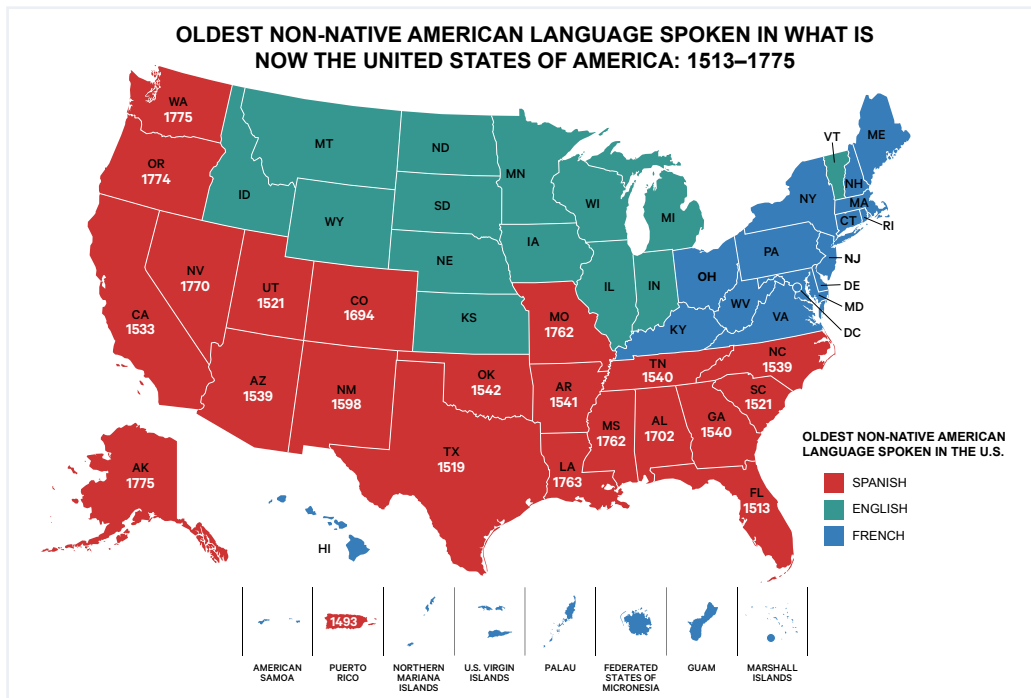 OLDEST NON-NATIVE AMERICAN LANGUAGE SPOKEN IN WHAT IS
NOW THE UNITED STATES OF AMERICA: 1513–1775
WA
1775
OR
1774
CA
1533
NV
1770
ID
MT
WY
UT
1521
CO
1694
AZ
1539
NM
1598
ND
SD
NE
KS
OK
1542
TX
1519
MN
IA
MO
1762
AR
1541
LA
1763
WI
IL
MI
IN
OH
KY
TN
1540
MS
1762
AL
1702
GA
1540
FL
1513
SC
1521
NC
1539
VA
WV
PA
NY
VT
NH
ME
MA
CT
RI
NJ
DE
MD
DC
AK
1775
HI
OLDEST NON-NATIVE AMERICAN
LANGUAGE SPOKEN IN THE U.S.
SPANISH
ENGLISH
FRENCH
1493
AMERICAN
SAMOA
PUERTO
RICO
NORTHERN
MARIANA
ISLANDS
U.S. VIRGIN
ISLANDS
PALAU
FEDERATED
STATES OF
MICRONESIA
GUAM
MARSHALL
ISLANDS